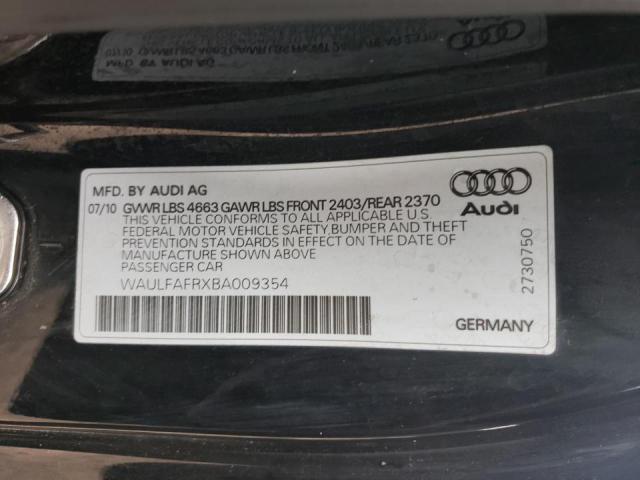 MFD. BY AUDI AG
07/10 GVWR LBS 4663 GAWR LBS FRONT 2403/REAR 2370
THIS VEHICLE CONFORMS TO ALL APPLICABLE U.S
FEDERAL MOTOR VEHICLE SAFETY,BUMPER AND THEFT
PREVENTION STANDARDS IN EFFECT ON THE DATE OF
MANUFACTURE SHOWN ABOVE
PASSENGER CAR
WAULFAFRXBA009354
Audi
2730750
GERMANY